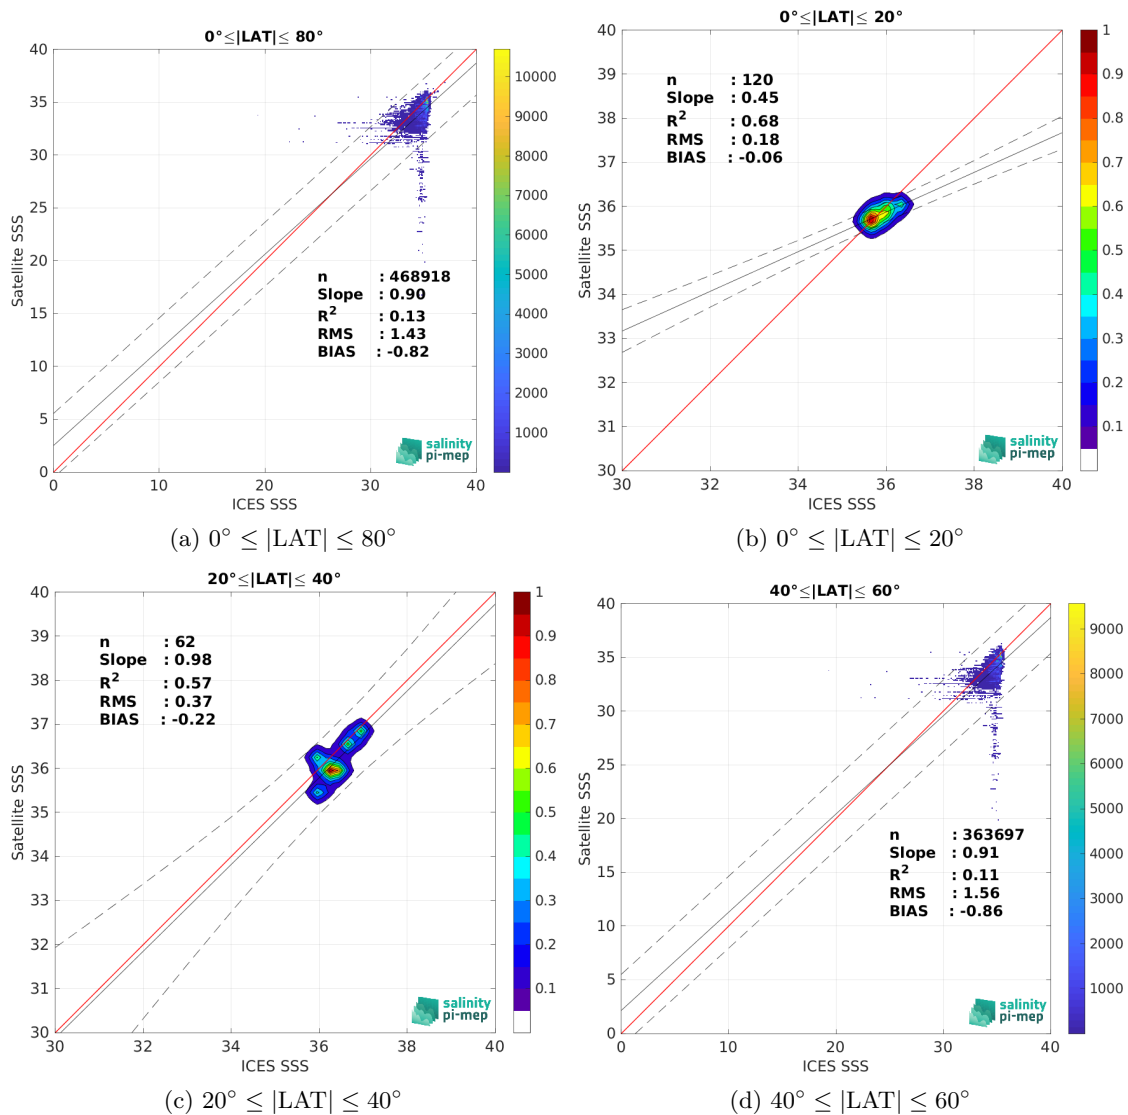 0°≤|LAT|≤ 80°
40
35
30
25
20
15
10
5
0
Satellite SSS
n : 468918
Slope : 0.90
R² : 0.13
RMS : 1.43
BIAS : -0.82
salinity
pi-mep
0 10 20 30 40
ICES SSS
10000
9000
8000
7000
6000
5000
4000
3000
2000
1000
(a) 0° ≤ |LAT| ≤ 80°
0°≤|LAT|≤ 20°
40
39
38
37
36
35
34
33
32
31
30
Satellite SSS
n : 120
Slope : 0.45
R² : 0.68
RMS : 0.18
BIAS : -0.06
salinity
pi-mep
30 32 34 36 38 40
ICES SSS
1
0.9
0.8
0.7
0.6
0.5
0.4
0.3
0.2
0.1
(b) 0° ≤ |LAT| ≤ 20°
20°≤|LAT|≤ 40°
40
39
38
37
36
35
34
33
32
31
30
Satellite SSS
n : 62
Slope : 0.98
R² : 0.57
RMS : 0.37
BIAS : -0.22
salinity
pi-mep
30 32 34 36 38 40
ICES SSS
1
0.9
0.8
0.7
0.6
0.5
0.4
0.3
0.2
0.1
(c) 20° ≤ |LAT| ≤ 40°
40°≤|LAT|≤ 60°
40
35
30
25
20
15
10
5
0
Satellite SSS
n : 363697
Slope : 0.91
R² : 0.11
RMS : 1.56
BIAS : -0.86
salinity
pi-mep
0 10 20 30 40
ICES SSS
9000
8000
7000
6000
5000
4000
3000
2000
1000
(d) 40° ≤ |LAT| ≤ 60°